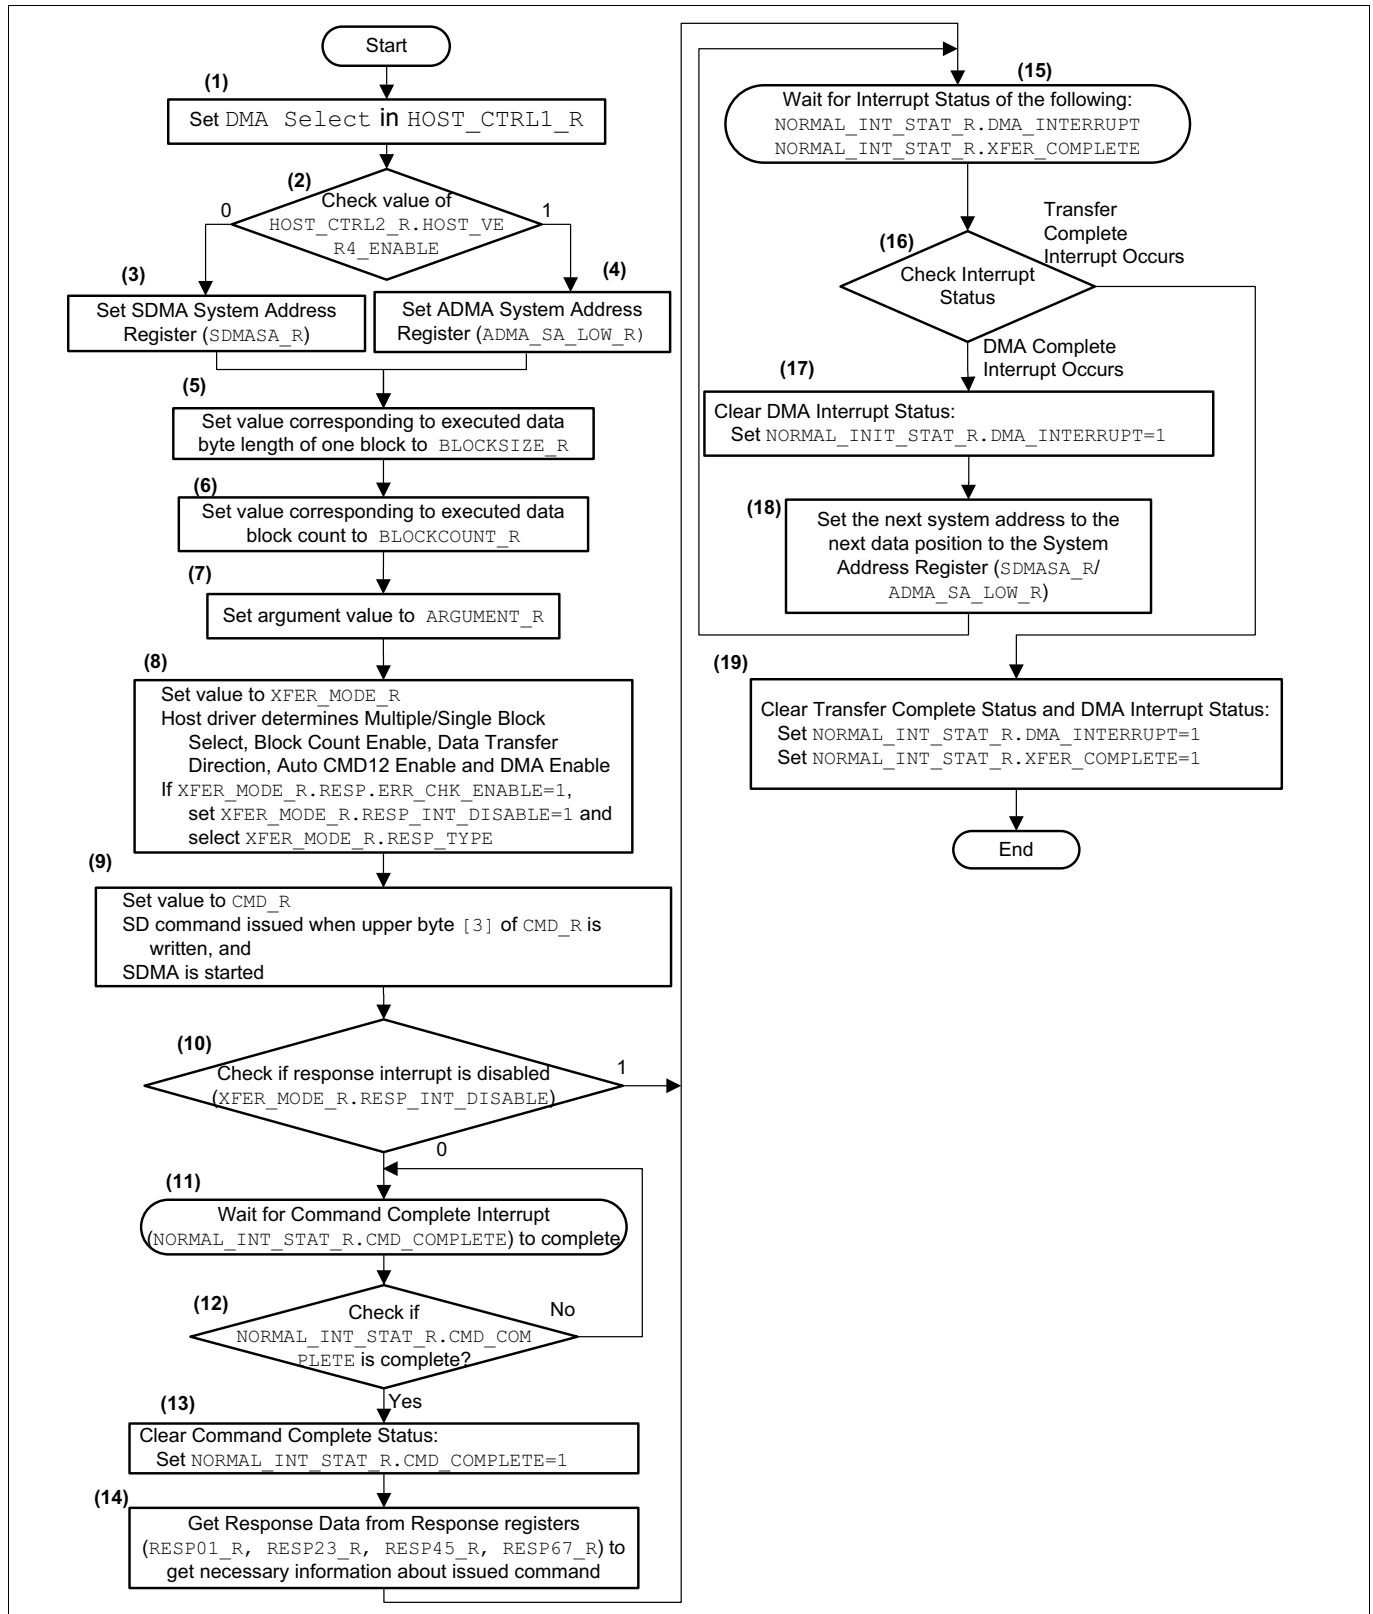 Start
(1)
Set DMA Select in HOST_CTRL1_R
(2)
Check value of
HOST_CTRL2_R.HOST_VE
R4_ENABLE
0
1
(3)
Set SDMA System Address
Register (SDMASA_R)
(4)
Set ADMA System Address
Register (ADMA_SA_LOW_R)
(5)
Set value corresponding to executed data
byte length of one block to BLOCKSIZE_R
(6)
Set value corresponding to executed data
block count to BLOCKCOUNT_R
(7)
Set argument value to ARGUMENT_R
(8)
Set value to XFER_MODE_R
Host driver determines Multiple/Single Block
Select, Block Count Enable, Data Transfer
Direction, Auto CMD12 Enable and DMA Enable
If XFER_MODE_R.RESP.ERR_CHK_ENABLE=1,
set XFER_MODE_R.RESP_INT_DISABLE=1 and
select XFER_MODE_R.RESP_TYPE
(9)
Set value to CMD_R
SD command issued when upper byte [3] of CMD_R is
written, and
SDMA is started
(10)
Check if response interrupt is disabled
(XFER_MODE_R.RESP_INT_DISABLE)
1
0
(11)
Wait for Command Complete Interrupt
(NORMAL_INT_STAT_R.CMD_COMPLETE) to complete
(12)
Check if
NORMAL_INT_STAT_R.CMD_COM
PLETE is complete?
No
Yes
(13)
Clear Command Complete Status:
Set NORMAL_INT_STAT_R.CMD_COMPLETE=1
(14)
Get Response Data from Response registers
(RESP01_R, RESP23_R, RESP45_R, RESP67_R) to
get necessary information about issued command
(15)
Wait for Interrupt Status of the following:
NORMAL_INT_STAT_R.DMA_INTERRUPT
NORMAL_INT_STAT_R.XFER_COMPLETE
(16)
Check Interrupt
Status
Transfer
Complete
Interrupt Occurs
DMA Complete
Interrupt Occurs
(17)
Clear DMA Interrupt Status:
Set NORMAL_INIT_STAT_R.DMA_INTERRUPT=1
(18)
Set the next system address to the
next data position to the System
Address Register (SDMASA_R/
ADMA_SA_LOW_R)
(19)
Clear Transfer Complete Status and DMA Interrupt Status:
Set NORMAL_INT_STAT_R.DMA_INTERRUPT=1
Set NORMAL_INT_STAT_R.XFER_COMPLETE=1
End